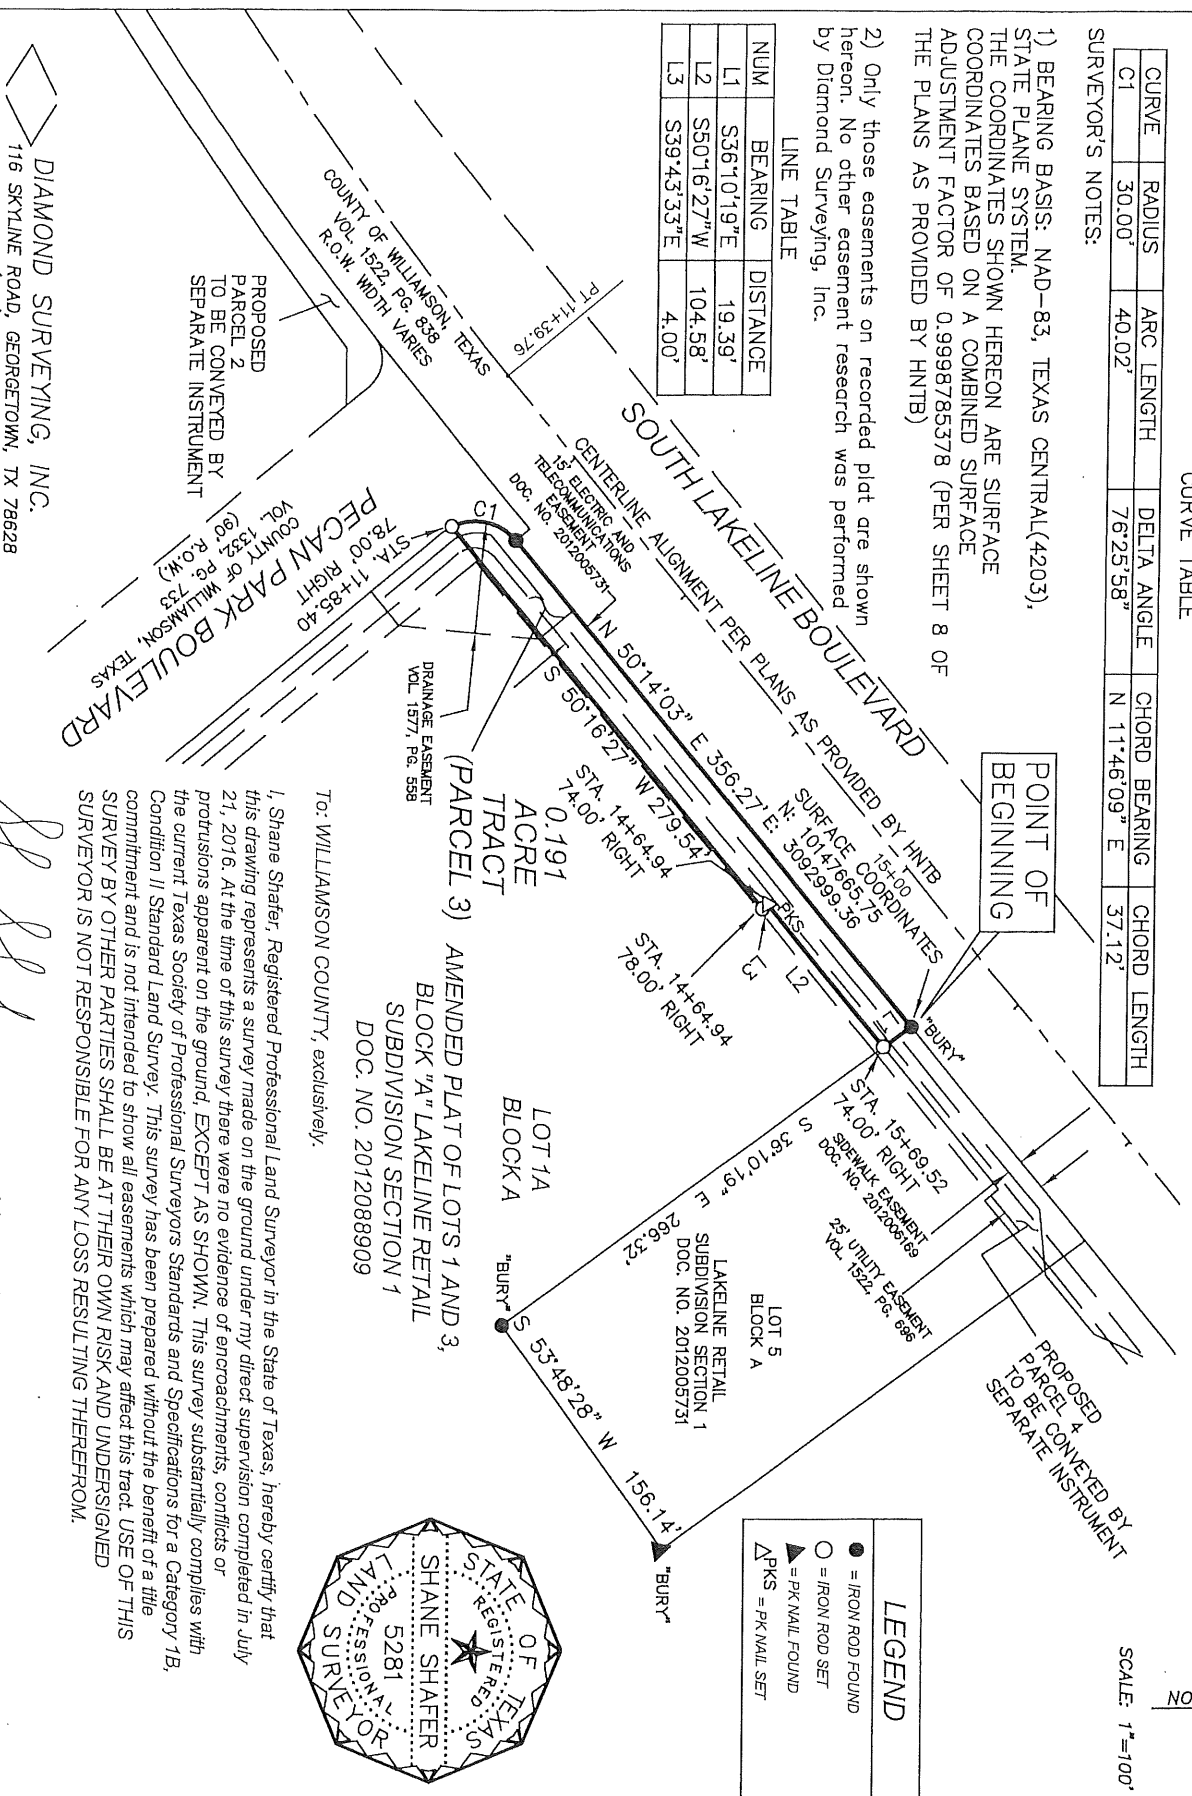 CURVE TABLE
CURVE RADIUS ARC LENGTH DELTA ANGLE CHORD BEARING CHORD LENGTH
C1 30.00' 40.02' 76°25'58" N 11°46'09" E 37.12'
SURVEYOR'S NOTES:
1) BEARING BASIS: NAD-83, TEXAS CENTRAL(4203),
STATE PLANE SYSTEM.
THE COORDINATES SHOWN HEREON ARE SURFACE
COORDINATES BASED ON A COMBINED SURFACE
ADJUSTMENT FACTOR OF 0.9998785378 (PER SHEET 8 OF
THE PLANS AS PROVIDED BY HNTB)
2) Only those easements on recorded plat are shown
hereon. No other easement research was performed
by Diamond Surveying, Inc.
LINE TABLE
NUM BEARING DISTANCE
L1 S36°10'19"E 19.39'
L2 S50°16'27"W 104.58'
L3 S39°43'33"E 4.00'
SCALE: 1"=100'
LEGEND
= IRON ROD FOUND
= IRON ROD SET
= PK NAIL FOUND
PKS = PK NAIL SET
POINT OF
BEGINNING
SOUTH LAKELINE BOULEVARD
CENTERLINE ALIGNMENT PER PLANS AS PROVIDED BY HNTB
15+00
PT 11+39.76
SURFACE COORDINATES
N: 10147665.75
E: 3092999.36
N 50°14'03" E 356.27'
15' ELECTRIC AND
TELECOMMUNICATIONS
EASEMENT
DOC. NO. 2012005731
COUNTY OF WILLIAMSON, TEXAS
VOL. 1522, PG. 838
R.O.W. WIDTH VARIES
PROPOSED
PARCEL 2
TO BE CONVEYED BY
SEPARATE INSTRUMENT
C1
STA. 11+85.40
78.00' RIGHT
PECAN PARK BOULEVARD
COUNTY OF WILLIAMSON, TEXAS
VOL. 1332, PG. 733
(90' R.O.W.)
DRAINAGE EASEMENT
VOL 1577, PG. 558
S 50°16'27" W 279.54'
STA. 14+64.94
74.00' RIGHT
PKS
L3
L2
STA. 14+64.94
78.00' RIGHT
"BURY"
STA. 15+69.52
74.00' RIGHT
SIDEWALK EASEMENT
DOC. NO. 2012006169
25' UTILITY EASEMENT
VOL. 1522, PG. 696
PROPOSED
PARCEL 4
TO BE CONVEYED BY
SEPARATE INSTRUMENT
0.191
ACRE
TRACT
(PARCEL 3)
S 36°10'19" E 266.32'
LOT 5
BLOCK A
LAKELINE RETAIL
SUBDIVISION SECTION 1
DOC. NO. 2012005731
"BURY"
S 53°48'28" W 156.14'
"BURY"
LOT 1A
BLOCK A
AMENDED PLAT OF LOTS 1 AND 3,
BLOCK "A" LAKELINE RETAIL
SUBDIVISION SECTION 1
DOC. NO. 2012088909
To: WILLIAMSON COUNTY, exclusively.
I, Shane Shafer, Registered Professional Land Surveyor in the State of Texas, hereby certify that
this drawing represents a survey made on the ground under my direct supervision completed in July
21, 2016. At the time of this survey there were no evidence of encroachments, conflicts or
protrusions apparent on the ground, EXCEPT AS SHOWN. This survey substantially complies with
the current Texas Society of Professional Surveyors Standards and Specifications for a Category 1B,
Condition II Standard Land Survey. This survey has been prepared without the benefit of a title
commitment and is not intended to show all easements which may affect this tract. USE OF THIS
SURVEY BY OTHER PARTIES SHALL BE AT THEIR OWN RISK AND UNDERSIGNED
SURVEYOR IS NOT RESPONSIBLE FOR ANY LOSS RESULTING THEREFROM.
STATE OF TEXAS
REGISTERED
SHANE SHAFER
5281
PROFESSIONAL
LAND SURVEYOR
DIAMOND SURVEYING, INC.
116 SKYLINE ROAD, GEORGETOWN, TX 78628